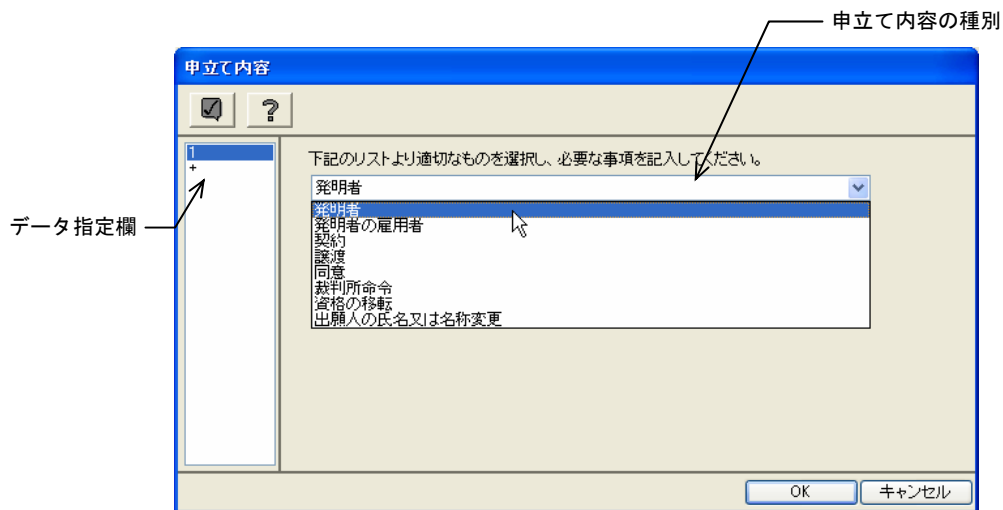 申立て内容の種別
申立て内容
1
+
データ指定欄
下記のリストより適切なものを選択し、必要な事項を記入してください。
発明者
発明者
発明者の雇用者
契約
譲渡
同意
裁判所命令
資格の移転
出願人の氏名又は名称変更
OK
キャンセル